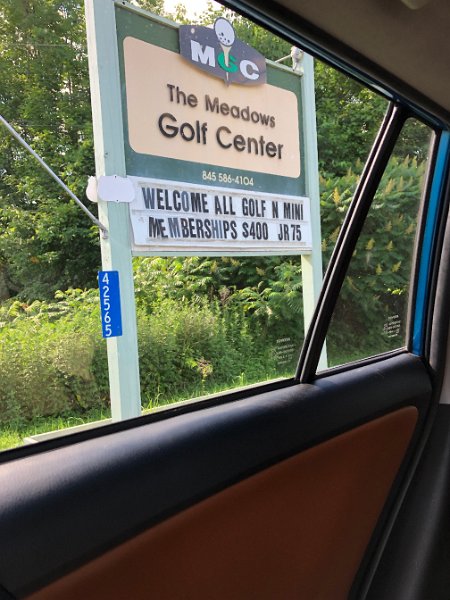 MGC
The Meadows
Golf Center
845 586-4104
WELCOME ALL GOLF N MINI
MEMBERSHIPS $400 JR 75
42565